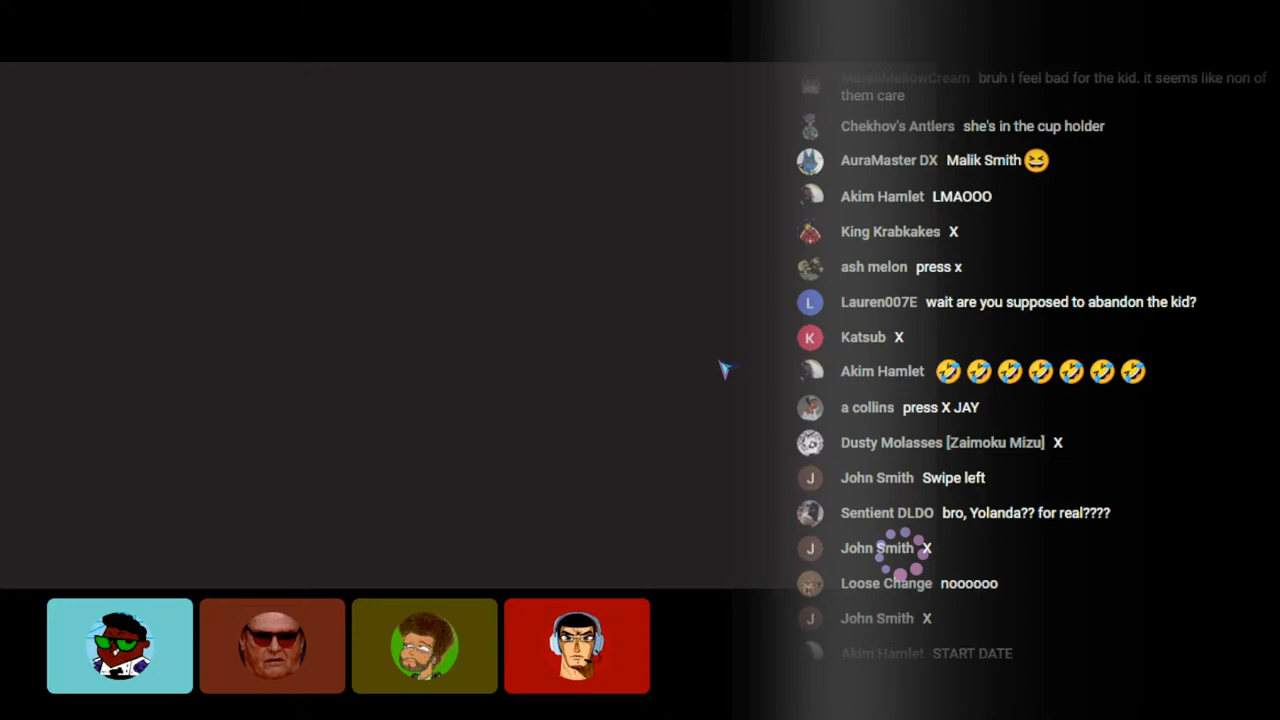 MarshMellowCream bruh i feel bad for the kid. it seems like non of
them care
Chekhov's Antlers she's in the cup holder
AuraMaster DX Malik Smith😆
Akim Hamlet LMAOOO
King Krabkakes X
ash melon press x
L Lauren007E wait are you supposed to abandon the kid?
K Katsub X
Akim Hamlet 🤣🤣🤣🤣🤣🤣🤣
a collins press X JAY
Dusty Molasses [Zaimoku Mizu] X
J John Smith Swipe left
Sentient DLDO bro, Yolanda?? for real????
J John Smith X
Loose Change noooooo
J John Smith X
Akim Hamlet START DATE